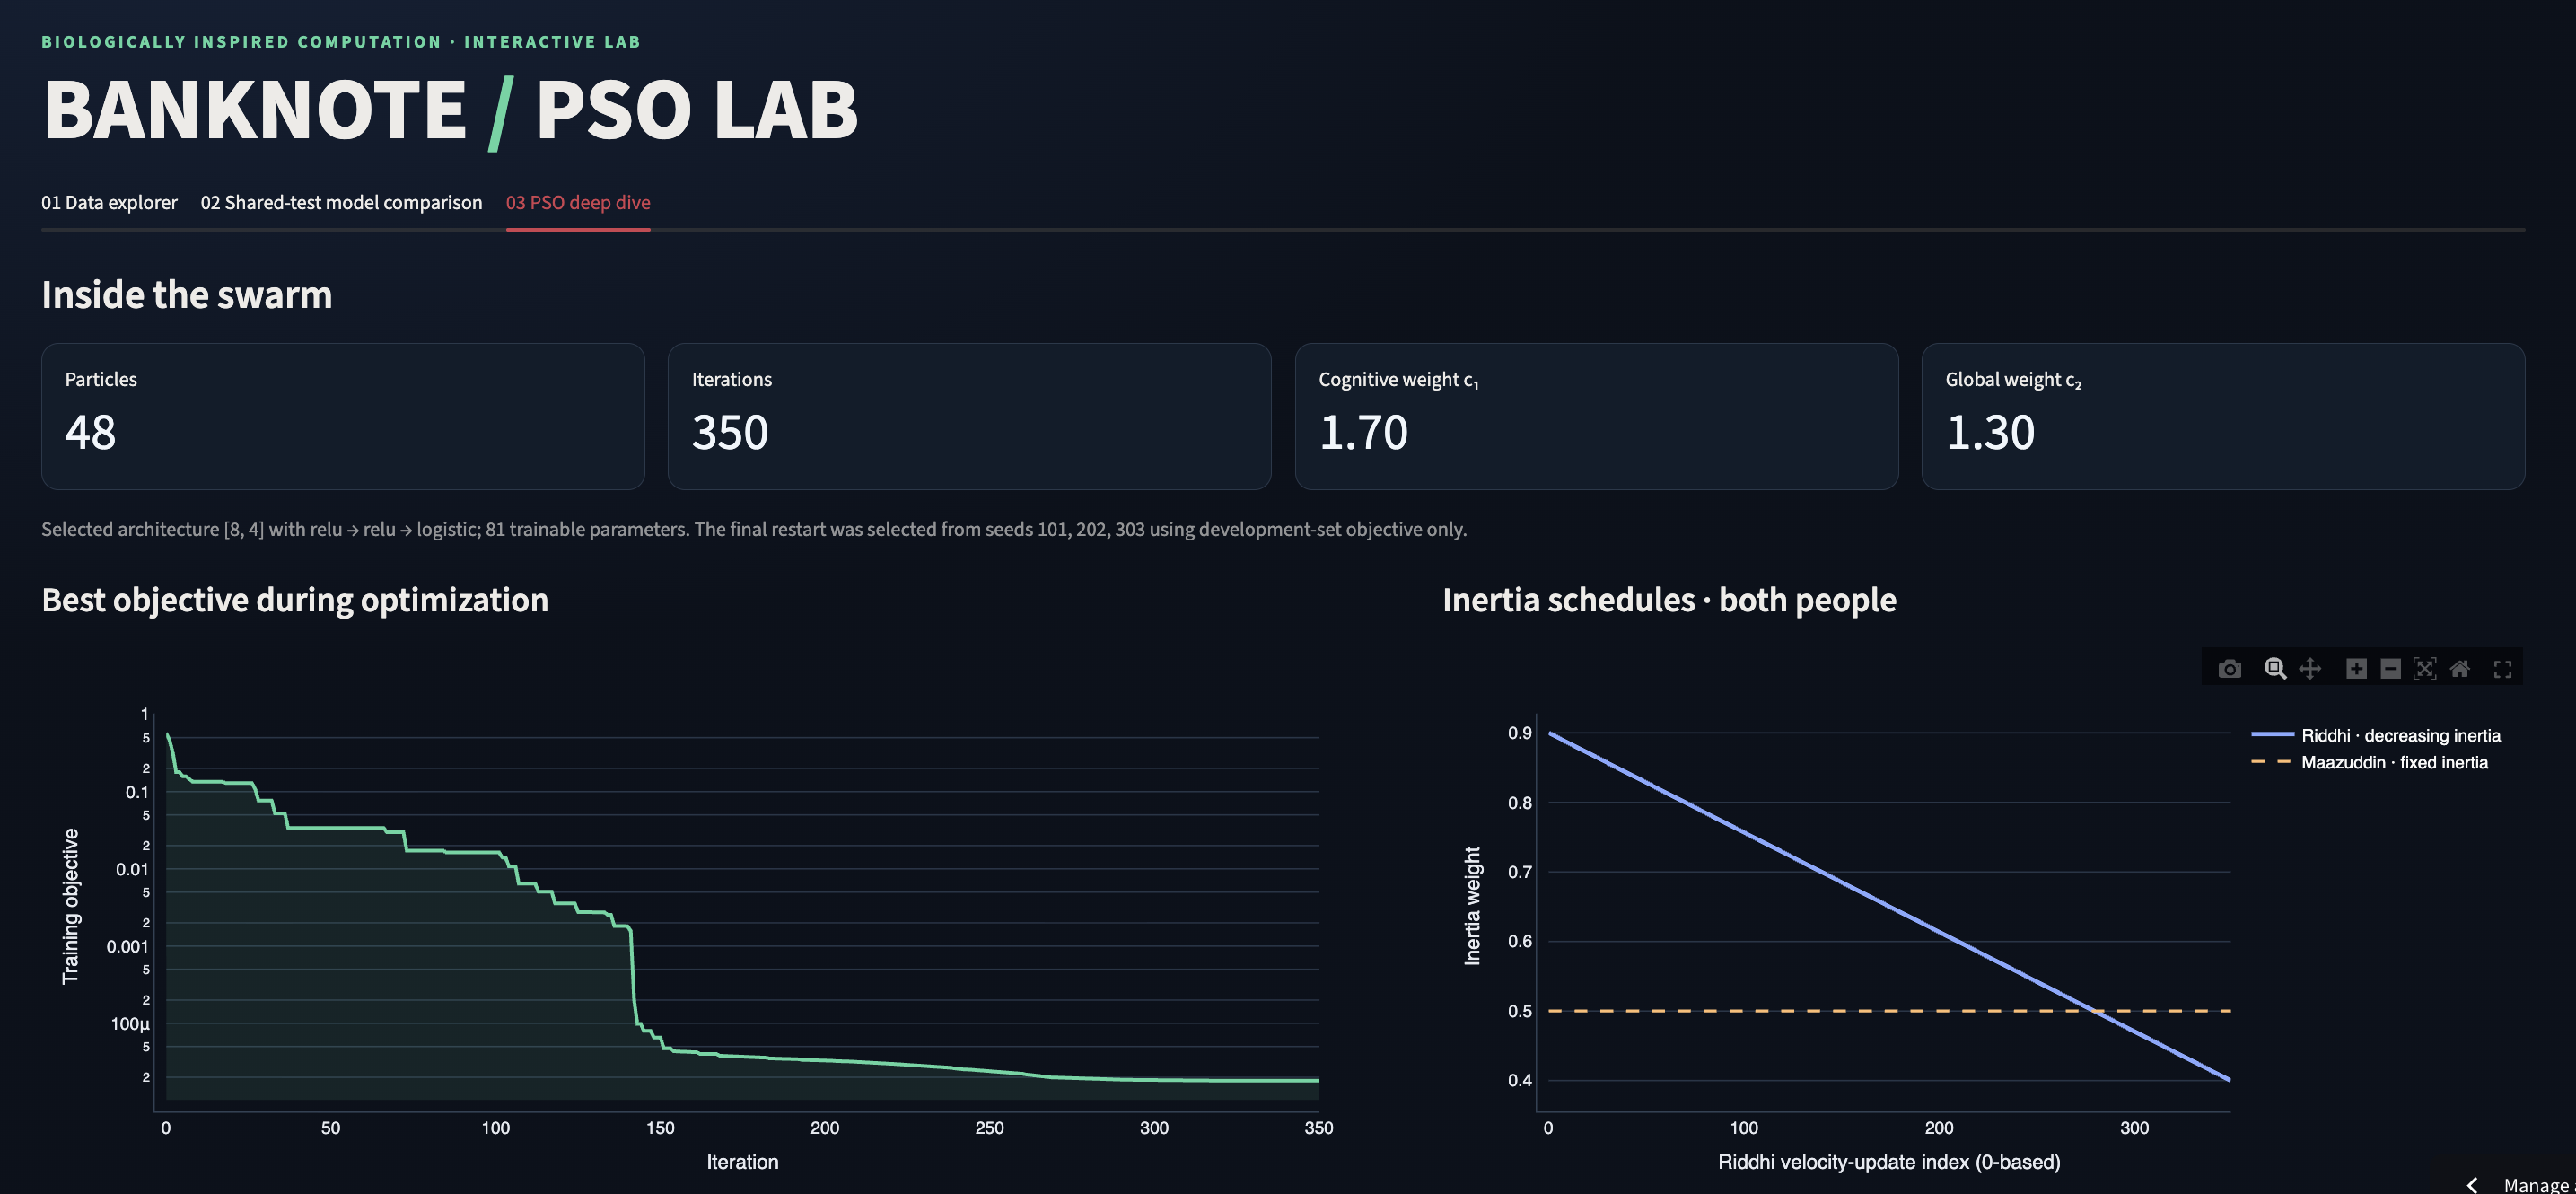 BIOLOGICALLY INSPIRED COMPUTATION · INTERACTIVE LAB
BANKNOTE / PSO LAB
01 Data explorer
02 Shared-test model comparison
03 PSO deep dive
Inside the swarm
Particles
48
Iterations
350
Cognitive weight c₁
1.70
Global weight c₂
1.30
Selected architecture [8, 4] with relu → relu → logistic; 81 trainable parameters. The final restart was selected from seeds 101, 202, 303 using development-set objective only.
Best objective during optimization
Training objective
1
5
2
0.1
5
2
0.01
5
2
0.001
5
2
100μ
5
2
0
50
100
150
200
250
300
350
Iteration
Inertia schedules · both people
Inertia weight
0.9
0.8
0.7
0.6
0.5
0.4
0
100
200
300
Riddhi velocity-update index (0-based)
Riddhi · decreasing inertia
Maazuddin · fixed inertia
Manage